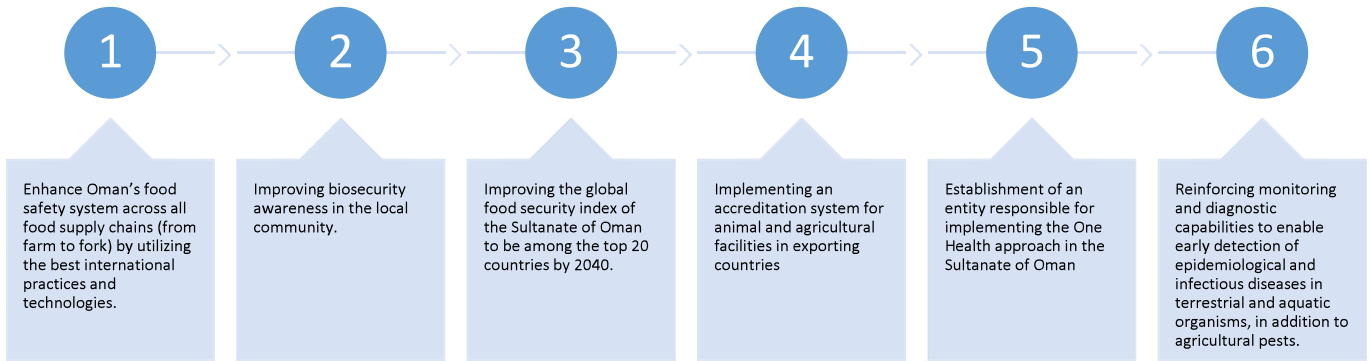 1
Enhance Oman’s food
safety system across all
food supply chains (from
farm to fork) by utilizing
the best international
practices and
technologies.
2
Improving biosecurity
awareness in the local
community.
3
Improving the global
food security index of
the Sultanate of Oman
to be among the top 20
countries by 2040.
4
Implementing an
accreditation system for
animal and agricultural
facilities in exporting
countries
5
Establishment of an
entity responsible for
implementing the One
Health approach in the
Sultanate of Oman
6
Reinforcing monitoring
and diagnostic
capabilities to enable
early detection of
epidemiological and
infectious diseases in
terrestrial and aquatic
organisms, in addition to
agricultural pests.